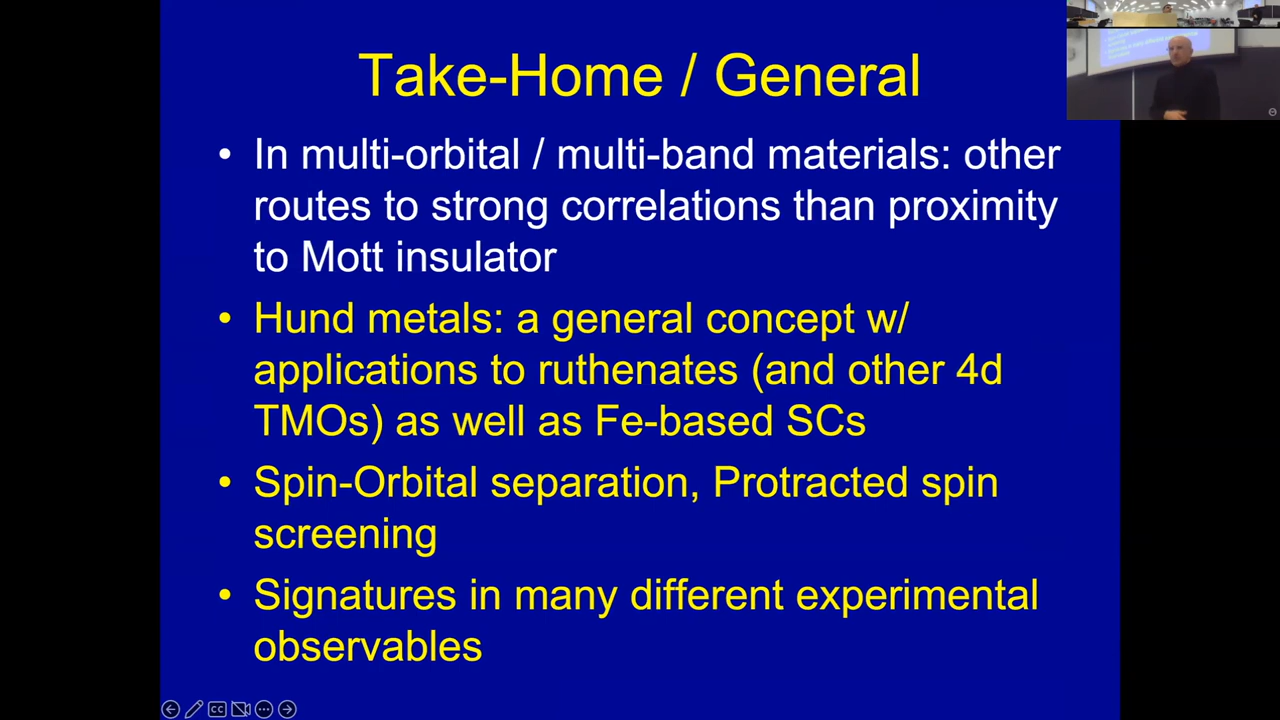 Take-Home / General
• In multi-orbital / multi-band materials: other
routes to strong correlations than proximity
to Mott insulator
• Hund metals: a general concept w/
applications to ruthenates (and other 4d
TMOs) as well as Fe-based SCs
• Spin-Orbital separation, Protracted spin
screening
• Signatures in many different experimental
observables
CC